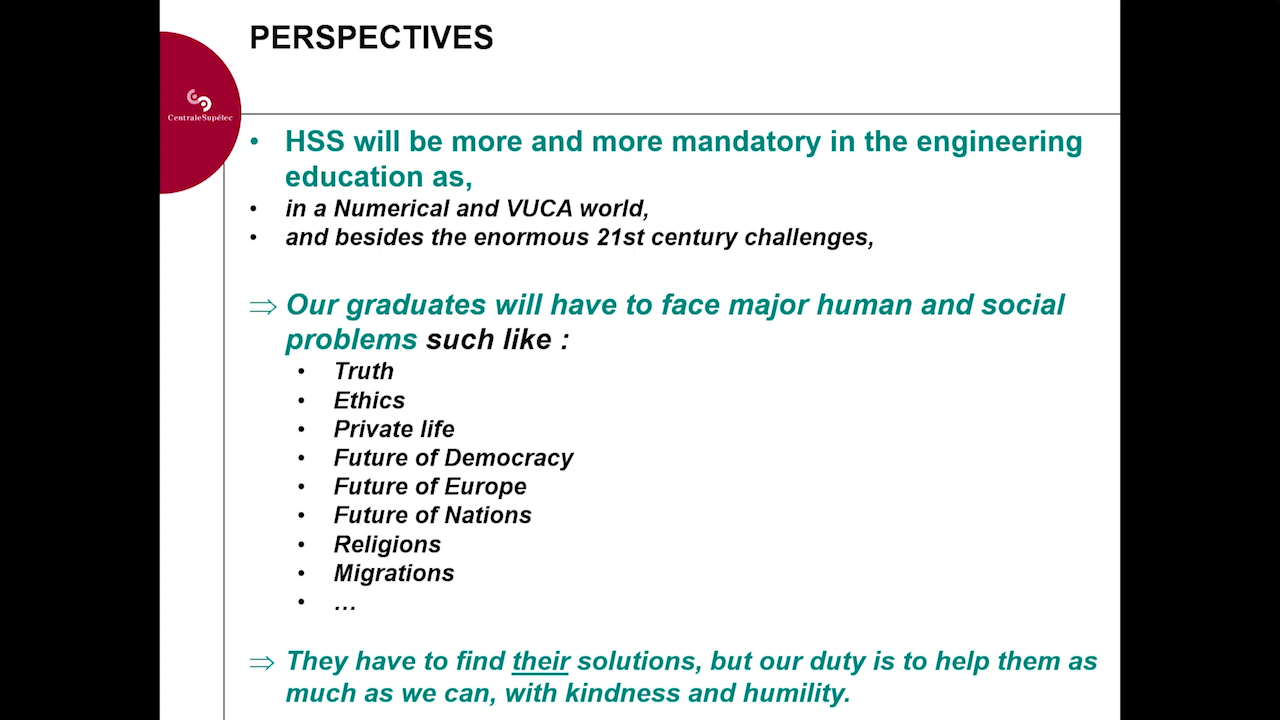 PERSPECTIVES
CentraleSupélec
• HSS will be more and more mandatory in the engineering
education as,
• in a Numerical and VUCA world,
• and besides the enormous 21st century challenges,
⇒ Our graduates will have to face major human and social
problems such like :
• Truth
• Ethics
• Private life
• Future of Democracy
• Future of Europe
• Future of Nations
• Religions
• Migrations
• …
⇒ They have to find their solutions, but our duty is to help them as
much as we can, with kindness and humility.